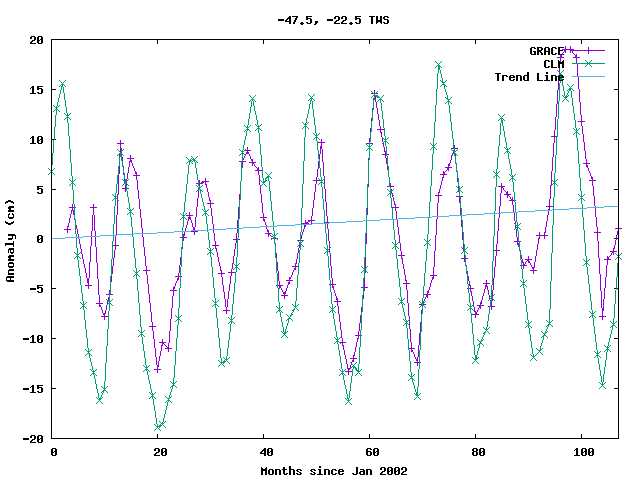 -47.5, -22.5 TWS
GRACE
CLM
Trend Line
20
15
10
5
0
-5
-10
-15
-20
Anomaly (cm)
0 20 40 60 80 100
Months since Jan 2002